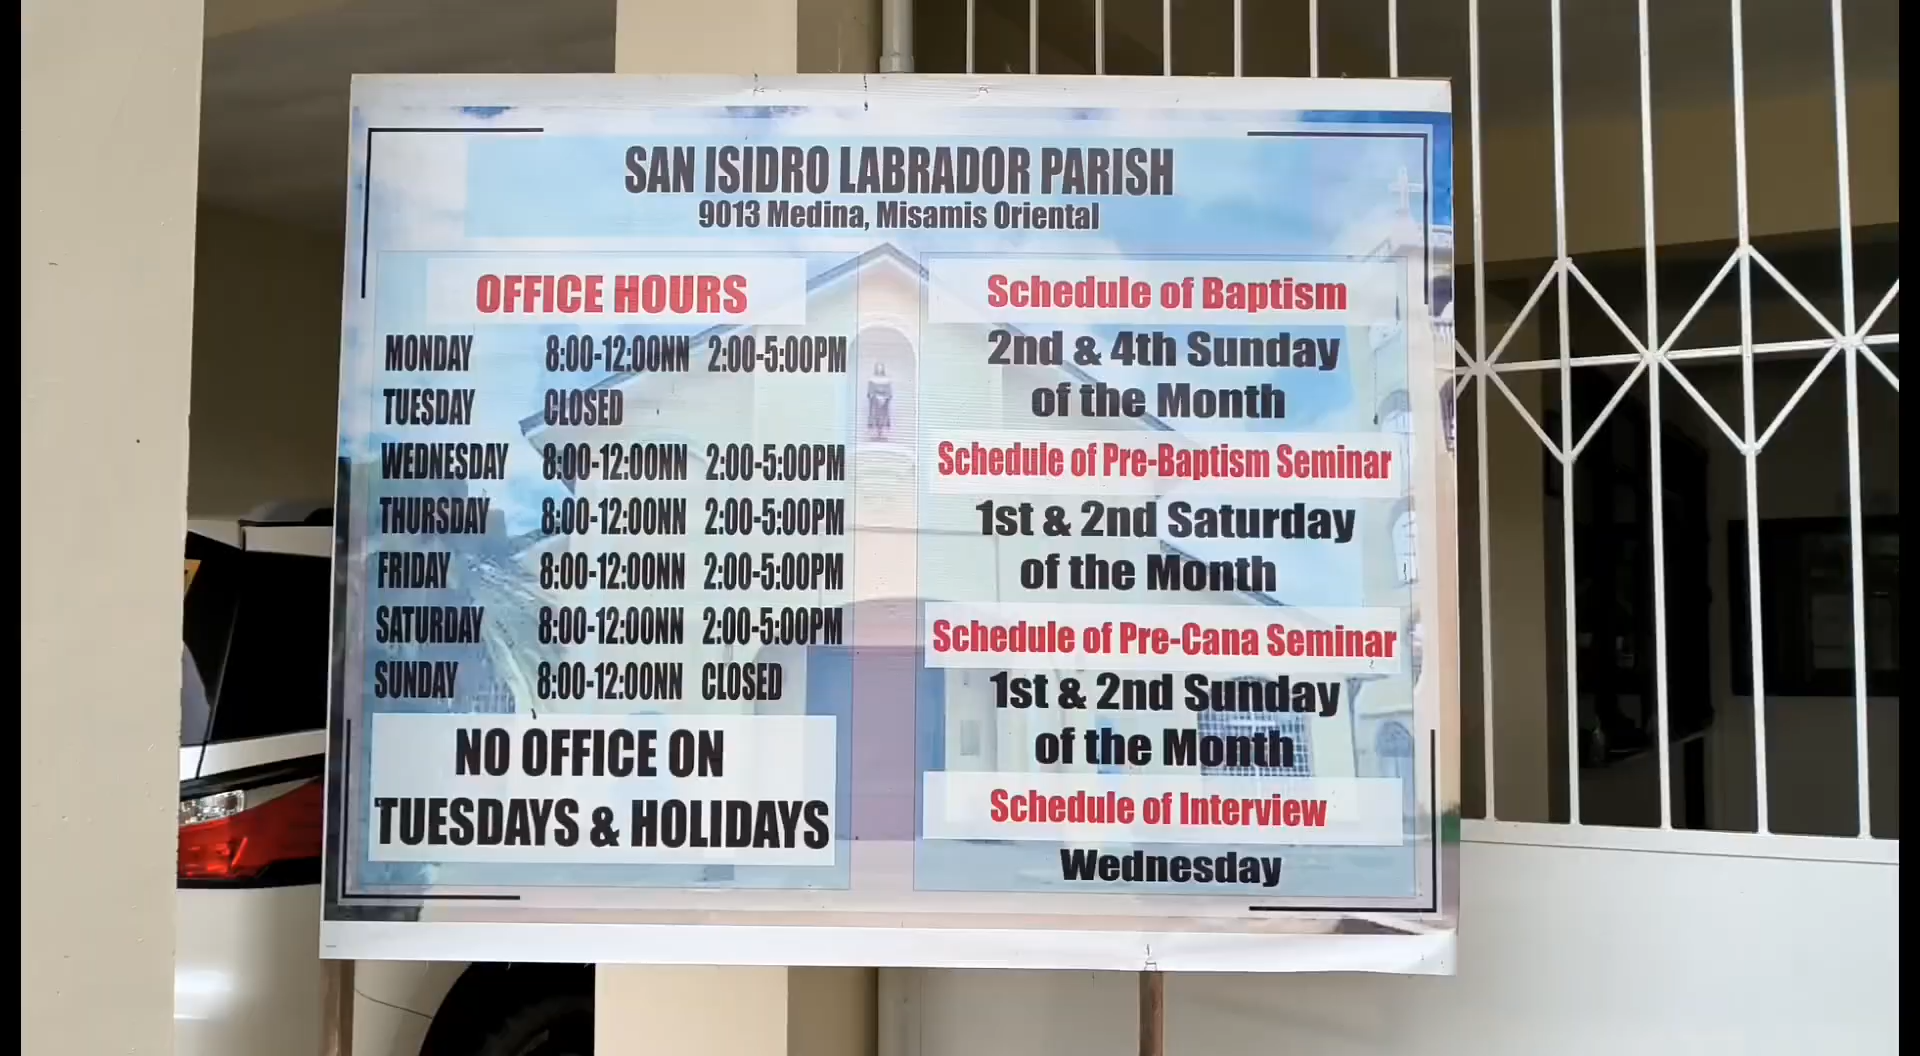 SAN ISIDRO LABRADOR PARISH
9013 Medina, Misamis Oriental
OFFICE HOURS
MONDAY 8:00-12:00NN 2:00-5:00PM
TUESDAY CLOSED
WEDNESDAY 8:00-12:00NN 2:00-5:00PM
THURSDAY 8:00-12:00NN 2:00-5:00PM
FRIDAY 8:00-12:00NN 2:00-5:00PM
SATURDAY 8:00-12:00NN 2:00-5:00PM
SUNDAY 8:00-12:00NN CLOSED
NO OFFICE ON
TUESDAYS & HOLIDAYS
Schedule of Baptism
2nd & 4th Sunday
of the Month
Schedule of Pre-Baptism Seminar
1st & 2nd Saturday
of the Month
Schedule of Pre-Cana Seminar
1st & 2nd Sunday
of the Month
Schedule of Interview
Wednesday